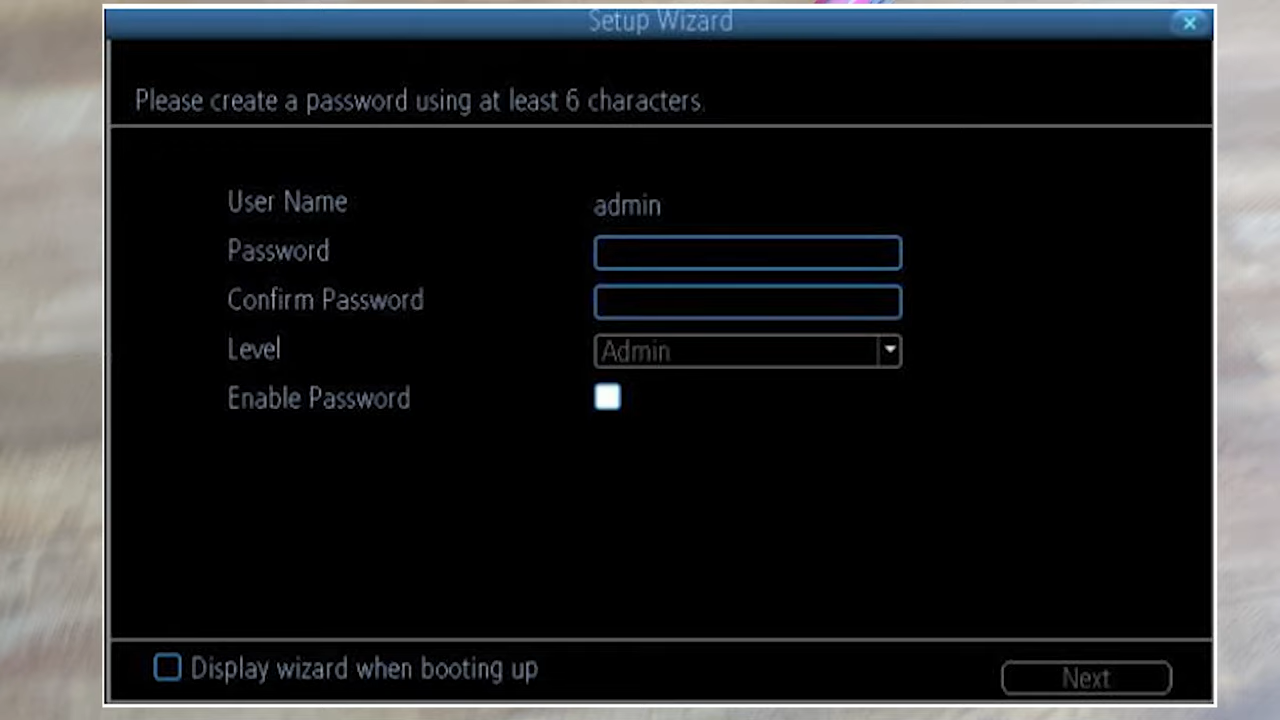 Setup Wizard
Please create a password using at least 6 characters.
User Name admin
Password
Confirm Password
Level Admin
Enable Password
Display wizard when booting up
Next